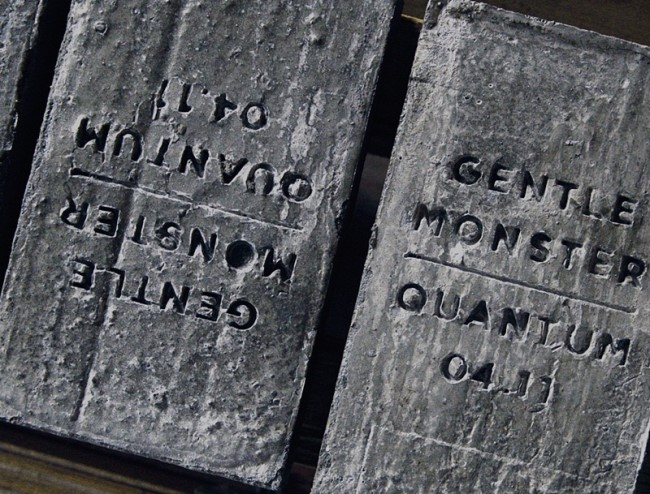 GENTLE
MONSTER
QUANTUM
04.11
GENTLE
MONSTER
QUANTUM
04.11